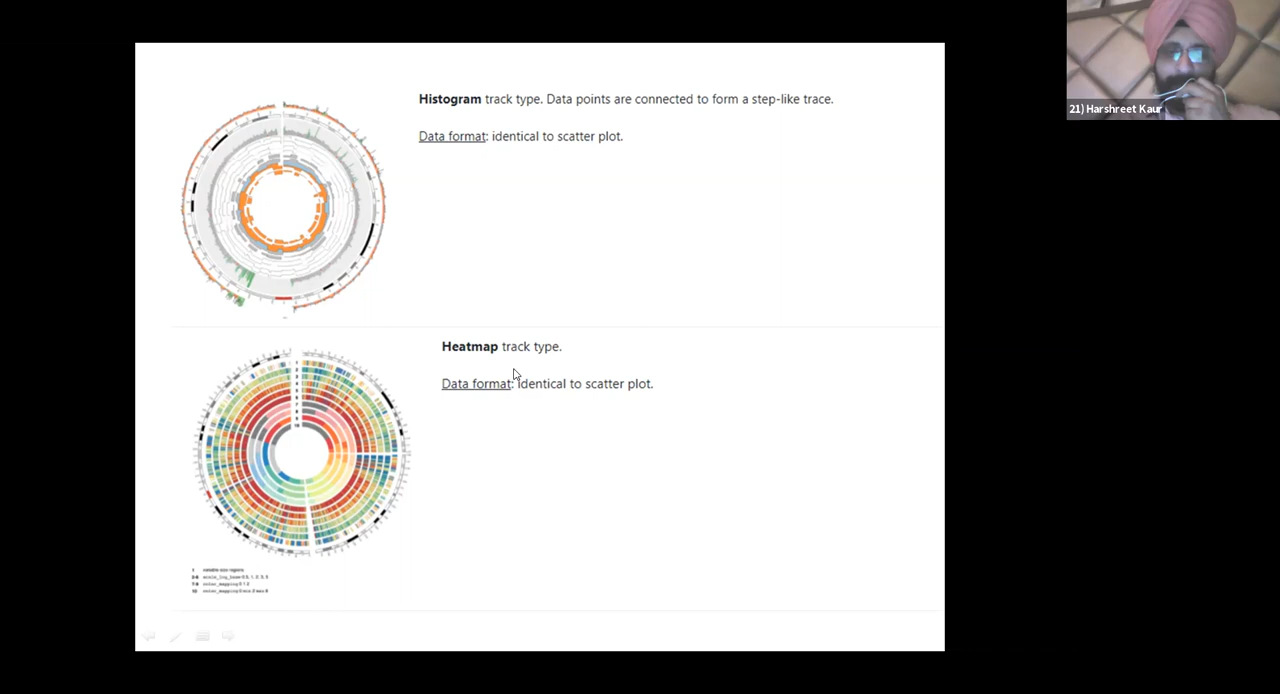 Histogram track type. Data points are connected to form a step-like trace.
Data format: identical to scatter plot.
21) Harshreet Kaur
Heatmap track type.
Data format: identical to scatter plot.